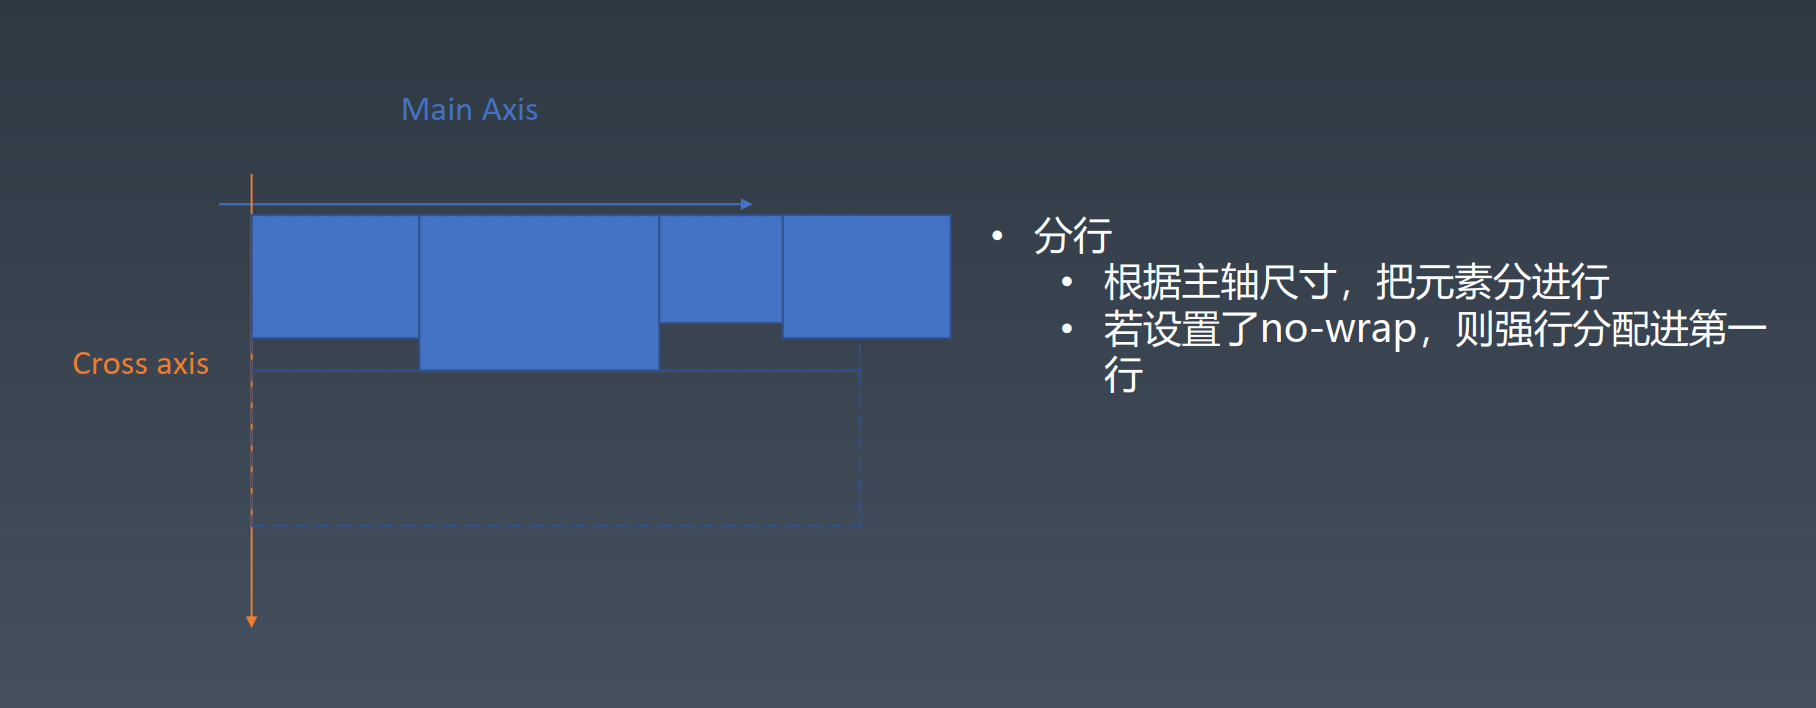 Main Axis
• 分行
• 根据主轴尺寸，把元素分进行
• 若设置了no-wrap，则强行分配进第一
行
Cross axis